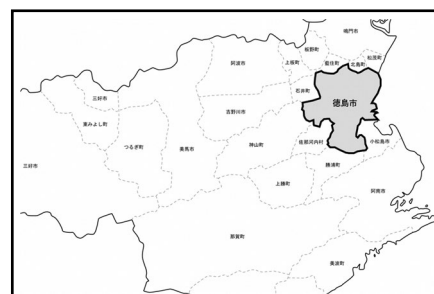 鳴門市
板野町
松茂町
藍住町
北島町
上板町
阿波市
石井町
三好市
徳島市
吉野川市
東みよし町
小松島市
つるぎ町
美馬市
神山町
佐那河内村
三好市
勝浦町
上勝町
阿南市
那賀町
美波町